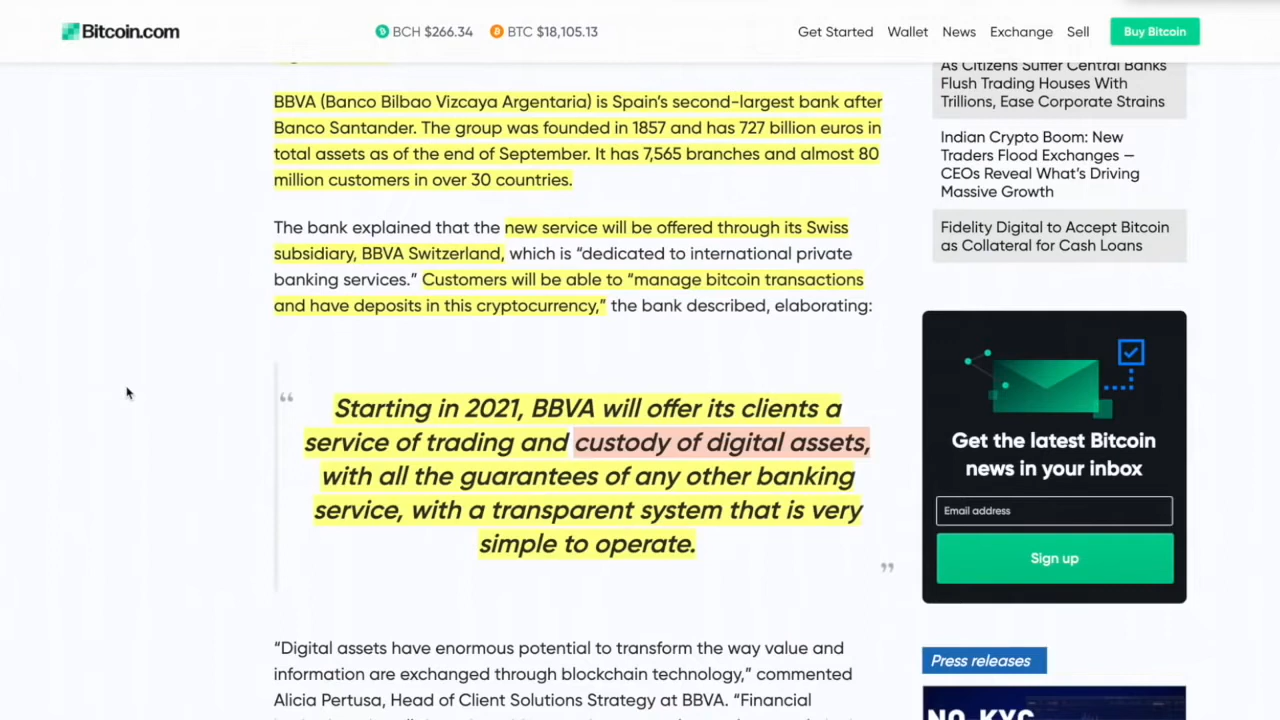 Bitcoin.com
BCH $266.34
BTC $18,105.13
Get Started
Wallet
News
Exchange
Sell
Buy Bitcoin
BBVA (Banco Bilbao Vizcaya Argentaria) is Spain’s second-largest bank after
Banco Santander. The group was founded in 1857 and has 727 billion euros in
total assets as of the end of September. It has 7,565 branches and almost 80
million customers in over 30 countries.
The bank explained that the new service will be offered through its Swiss
subsidiary, BBVA Switzerland, which is “dedicated to international private
banking services.” Customers will be able to “manage bitcoin transactions
and have deposits in this cryptocurrency,” the bank described, elaborating:
“
Starting in 2021, BBVA will offer its clients a
service of trading and custody of digital assets,
with all the guarantees of any other banking
service, with a transparent system that is very
simple to operate.
”
“Digital assets have enormous potential to transform the way value and
information are exchanged through blockchain technology,” commented
Alicia Pertusa, Head of Client Solutions Strategy at BBVA. “Financial
As Citizens Suffer Central Banks
Flush Trading Houses With
Trillions, Ease Corporate Strains
Indian Crypto Boom: New
Traders Flood Exchanges —
CEOs Reveal What’s Driving
Massive Growth
Fidelity Digital to Accept Bitcoin
as Collateral for Cash Loans
Get the latest Bitcoin
news in your inbox
Email address
Sign up
Press releases
NO KYC